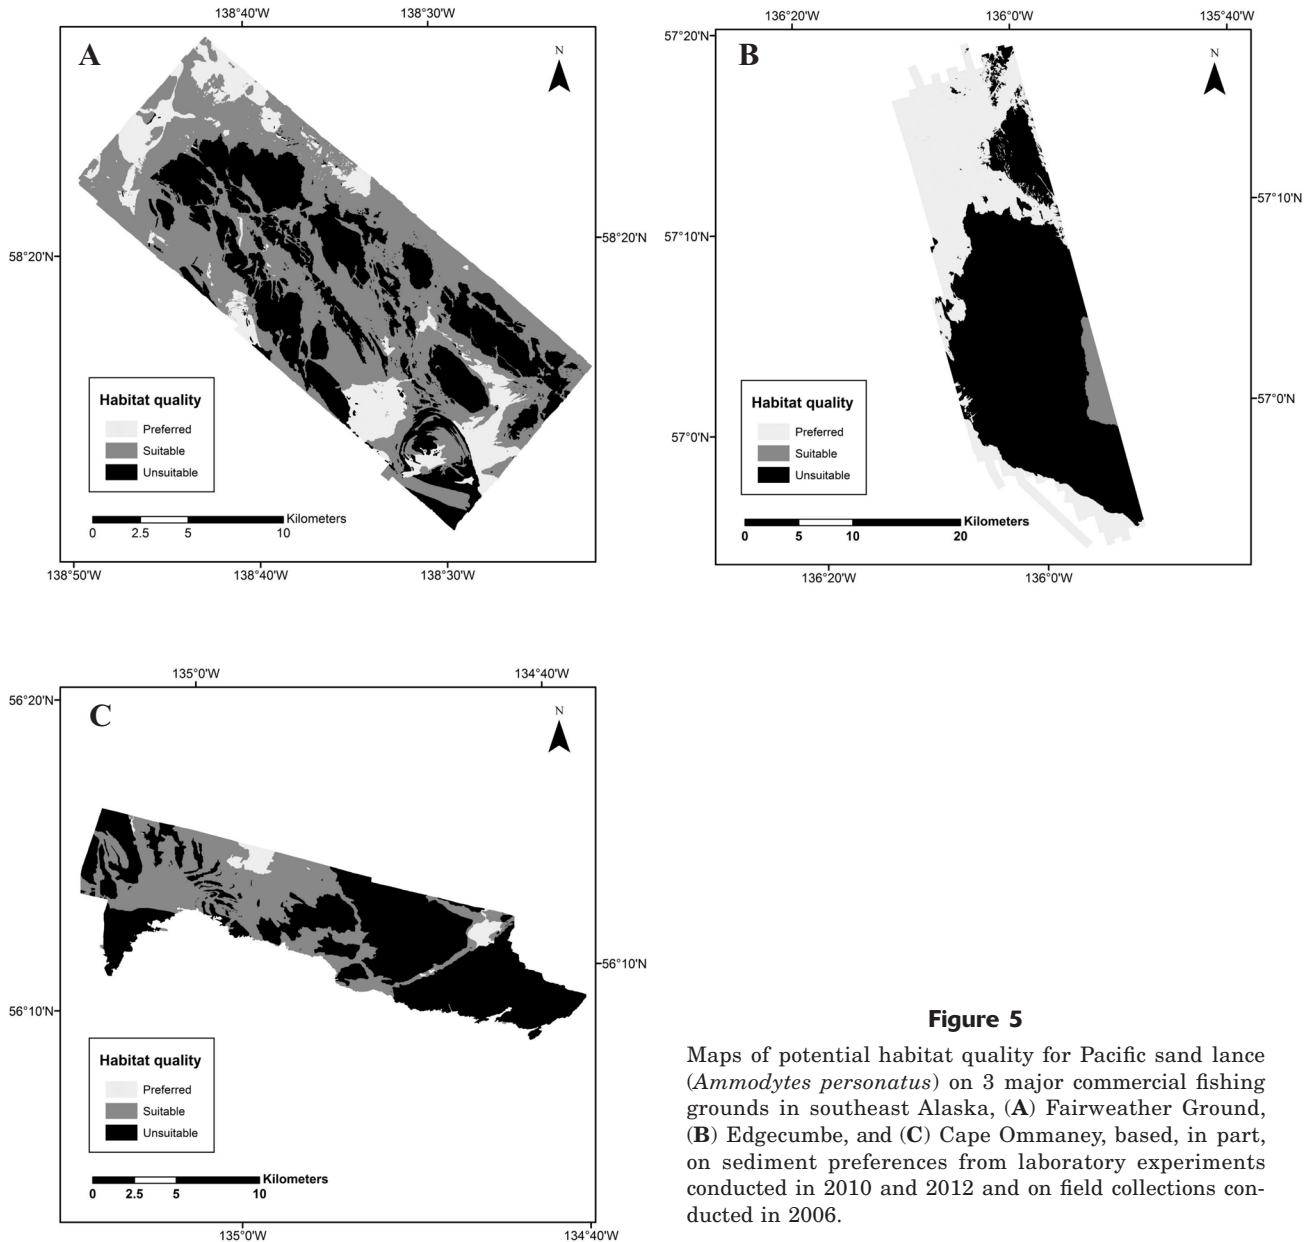 138°40'W 138°30'W
A
N
58°20'N
58°20'N
Habitat quality
Preferred
Suitable
Unsuitable
Kilometers
0 2.5 5 10
138°50'W 138°40'W 138°30'W
136°20'W 136°0'W 135°40'W
57°20'N
B
N
57°10'N
57°10'N
57°0'N
57°0'N
Habitat quality
Preferred
Suitable
Unsuitable
Kilometers
0 5 10 20
136°20'W 136°0'W
135°0'W 134°40'W
56°20'N
C
N
56°10'N
56°10'N
Habitat quality
Preferred
Suitable
Unsuitable
Kilometers
0 2.5 5 10
135°0'W 134°40'W
Figure 5
Maps of potential habitat quality for Pacific sand lance
(Ammodytes personatus) on 3 major commercial fishing
grounds in southeast Alaska, (A) Fairweather Ground,
(B) Edgecumbe, and (C) Cape Ommaney, based, in part,
on sediment preferences from laboratory experiments
conducted in 2010 and 2012 and on field collections con-
ducted in 2006.